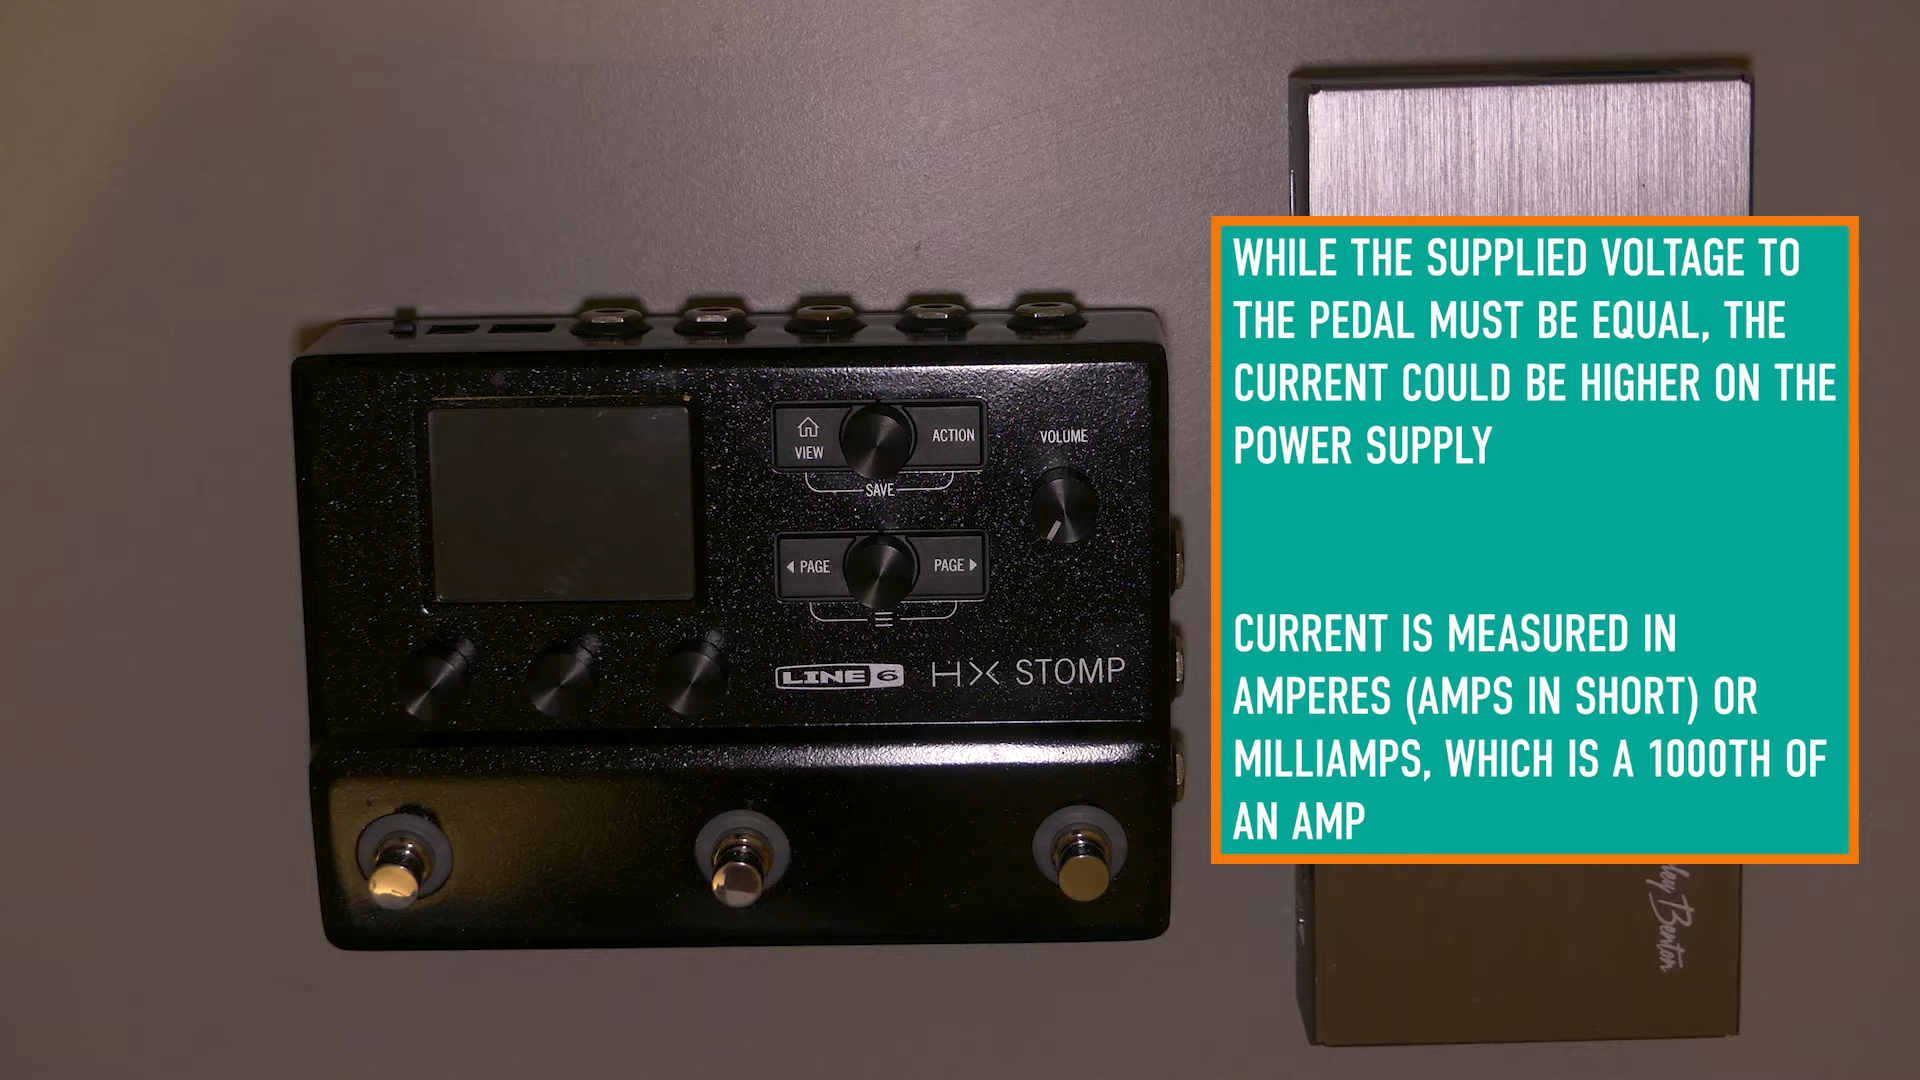 WHILE THE SUPPLIED VOLTAGE TO
THE PEDAL MUST BE EQUAL, THE
CURRENT COULD BE HIGHER ON THE
POWER SUPPLY
CURRENT IS MEASURED IN
AMPERES (AMPS IN SHORT) OR
MILLIAMPS, WHICH IS A 1000TH OF
AN AMP
VIEW
ACTION
SAVE
VOLUME
PAGE
PAGE
LINE 6
HX STOMP
ley Benton